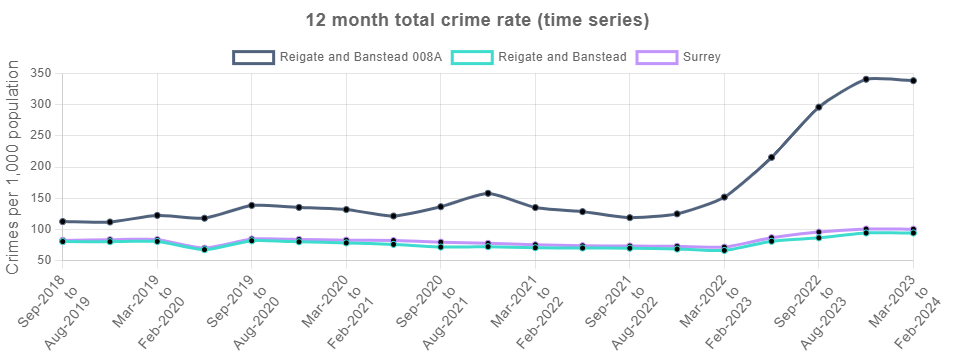 12 month total crime rate (time series)
Reigate and Banstead 008A
Reigate and Banstead
Surrey
Crimes per 1,000 population
350
300
250
200
150
100
50
Sep-2018
to
Aug-2019
Mar-2019
to
Feb-2020
Sep-2019
to
Aug-2020
Mar-2020
to
Feb-2021
Sep-2020
to
Aug-2021
Mar-2021
to
Feb-2022
Sep-2021
to
Aug-2022
Mar-2022
to
Feb-2023
Sep-2022
to
Aug-2023
Mar-2023
to
Feb-2024